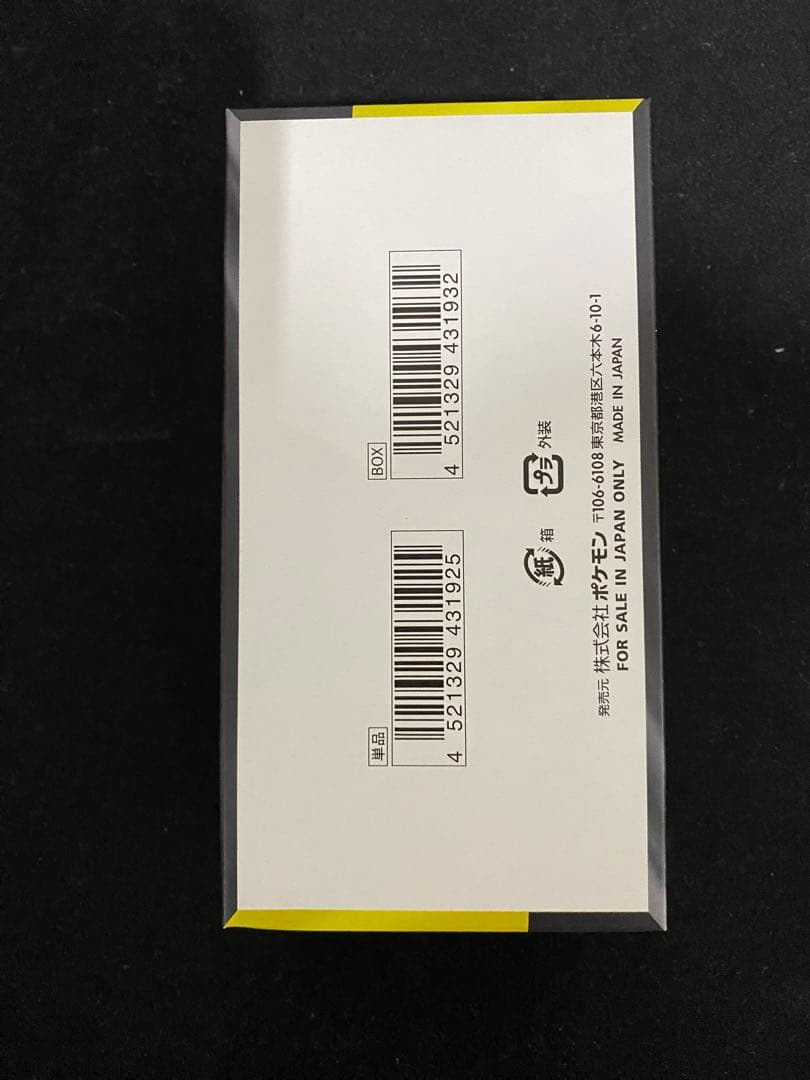 単品
4 521329 431925
BOX
4 521329 431932
紙 箱
プラ 外装
発売元 株式会社 ポケモン 〒106-6108 東京都港区六本木6-10-1
FOR SALE IN JAPAN ONLY MADE IN JAPAN